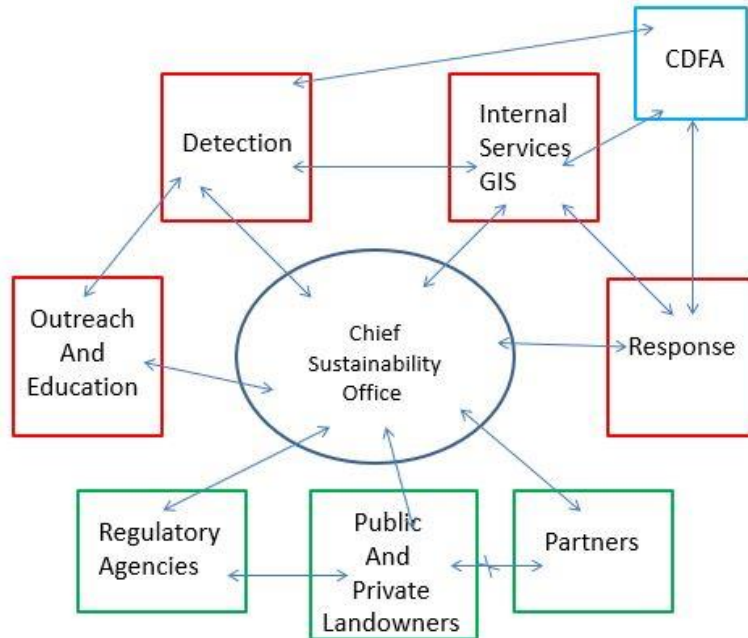 CDFA
Detection
Internal
Services
GIS
Outreach
And
Education
Chief
Sustainability
Office
Response
Regulatory
Agencies
Public
And
Private
Landowners
Partners